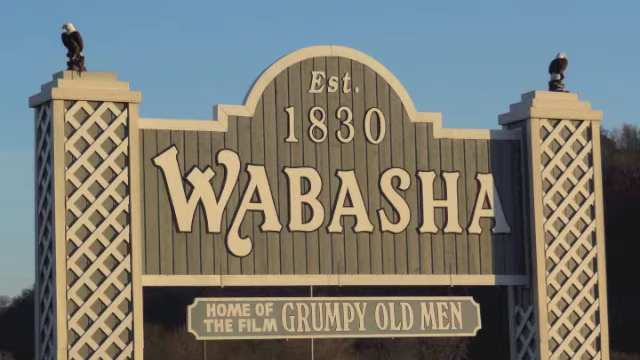 Est.
1830
WABASHA
HOME OF
THE FILM
GRUMPY OLD MEN